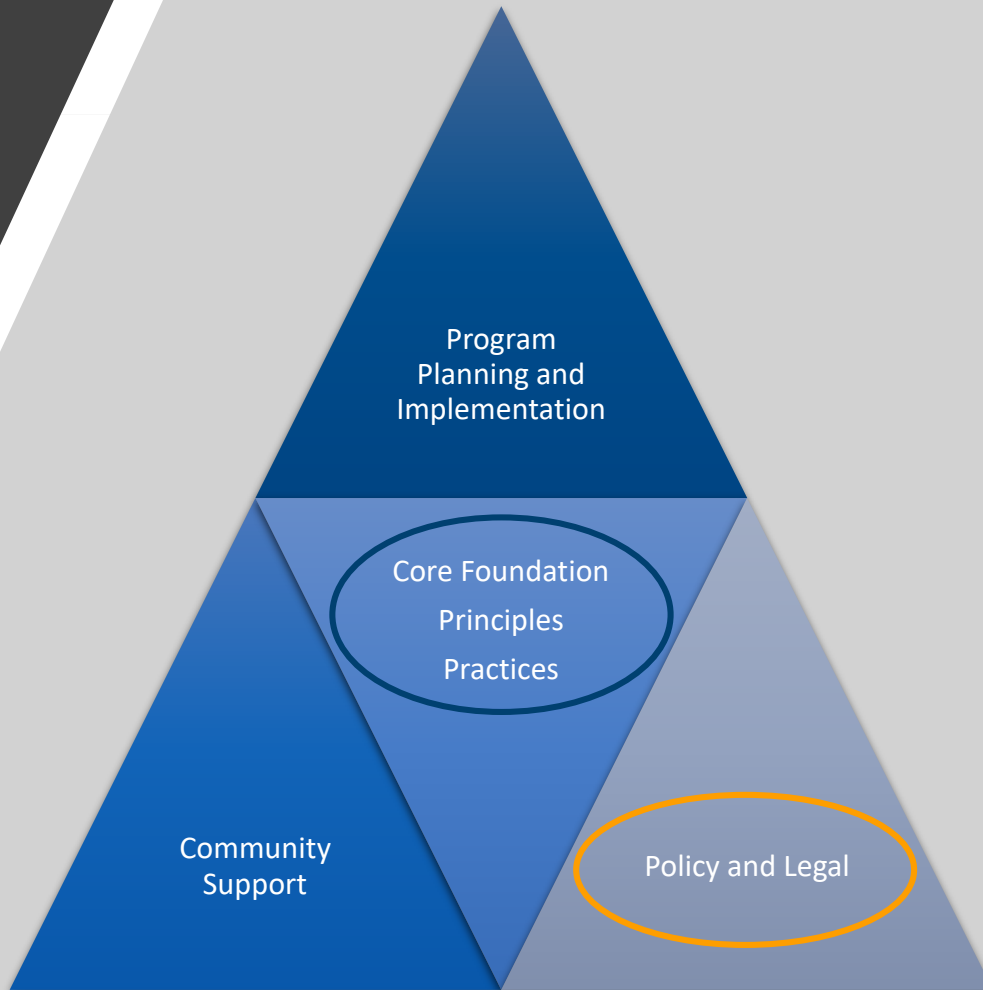 Program
Planning and
Implementation
Core Foundation
Principles
Practices
Community
Support
Policy and Legal